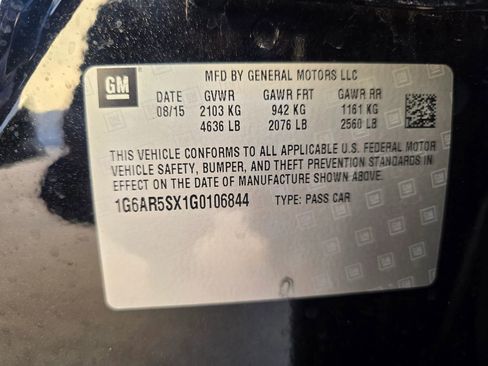 GM
MFD BY GENERAL MOTORS LLC
08/15 GVWR GAWR FRT GAWR RR
2103 KG 942 KG 1161 KG
4636 LB 2076 LB 2560 LB
THIS VEHICLE CONFORMS TO ALL APPLICABLE U.S. FEDERAL MOTOR
VEHICLE SAFETY, BUMPER, AND THEFT PREVENTION STANDARDS IN
EFFECT ON THE DATE OF MANUFACTURE SHOWN ABOVE.
1G6AR5SX1G0106844 TYPE: PASS CAR